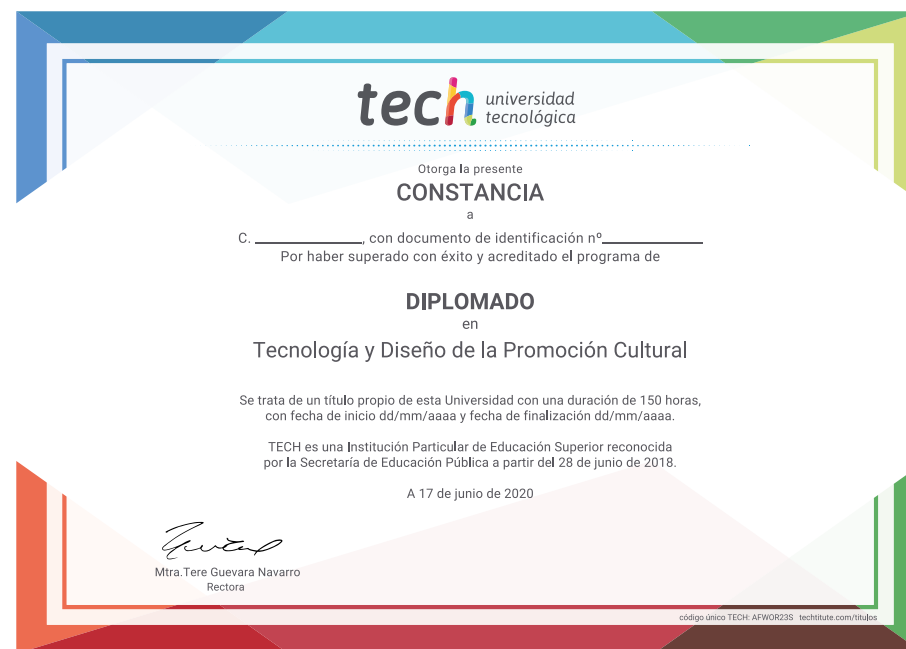 tech universidad
tecnológica
Otorga la presente
CONSTANCIA
a
C. ____________, con documento de identificación nº____________
Por haber superado con éxito y acreditado el programa de
DIPLOMADO
en
Tecnología y Diseño de la Promoción Cultural
Se trata de un título propio de esta Universidad con una duración de 150 horas,
con fecha de inicio dd/mm/aaaa y fecha de finalización dd/mm/aaaa.
TECH es una Institución Particular de Educación Superior reconocida
por la Secretaría de Educación Pública a partir del 28 de junio de 2018.
A 17 de junio de 2020
Mtra.Tere Guevara Navarro
Rectora
código único TECH: AFWOR23S techtitute.com/titulos